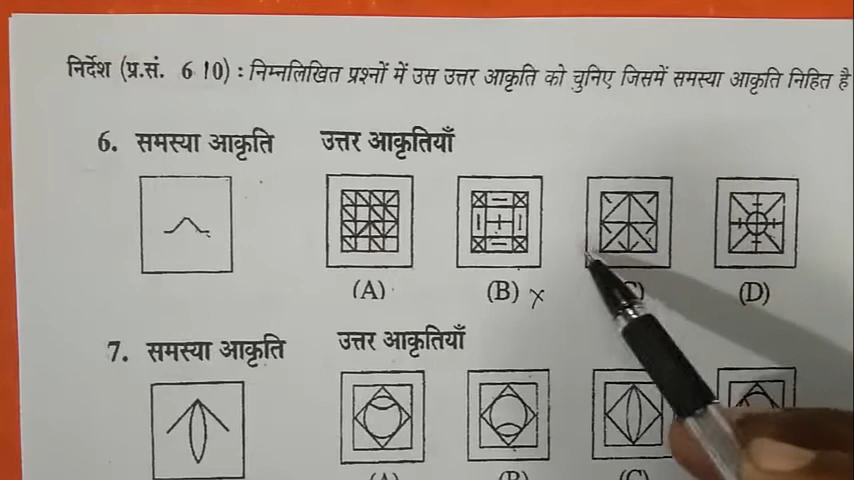 निर्देश (प्र.सं. 6 10) : निम्नलिखित प्रश्नों में उस उत्तर आकृति को चुनिए जिसमें समस्या आकृति निहित है
6. समस्या आकृति उत्तर आकृतियाँ
(A) (B) x (C) (D)
7. समस्या आकृति उत्तर आकृतियाँ
(A) (B) (C)